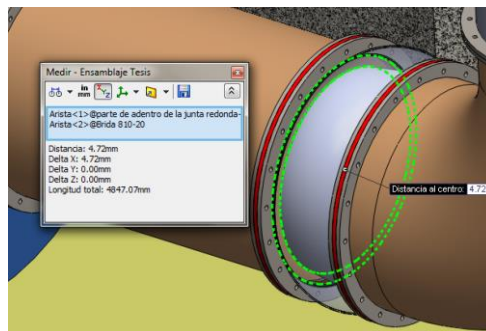 Medir - Ensamblaje Tesis
in
mm
XYZ
Arista<1>@parte de adentro de la junta redonda-
Arista<2>@Brida 810-20
Distancia: 4.72mm
Delta X: 4.72mm
Delta Y: 0.00mm
Delta Z: 0.00mm
Longitud total: 4847.07mm
Distancia al centro: 4.72